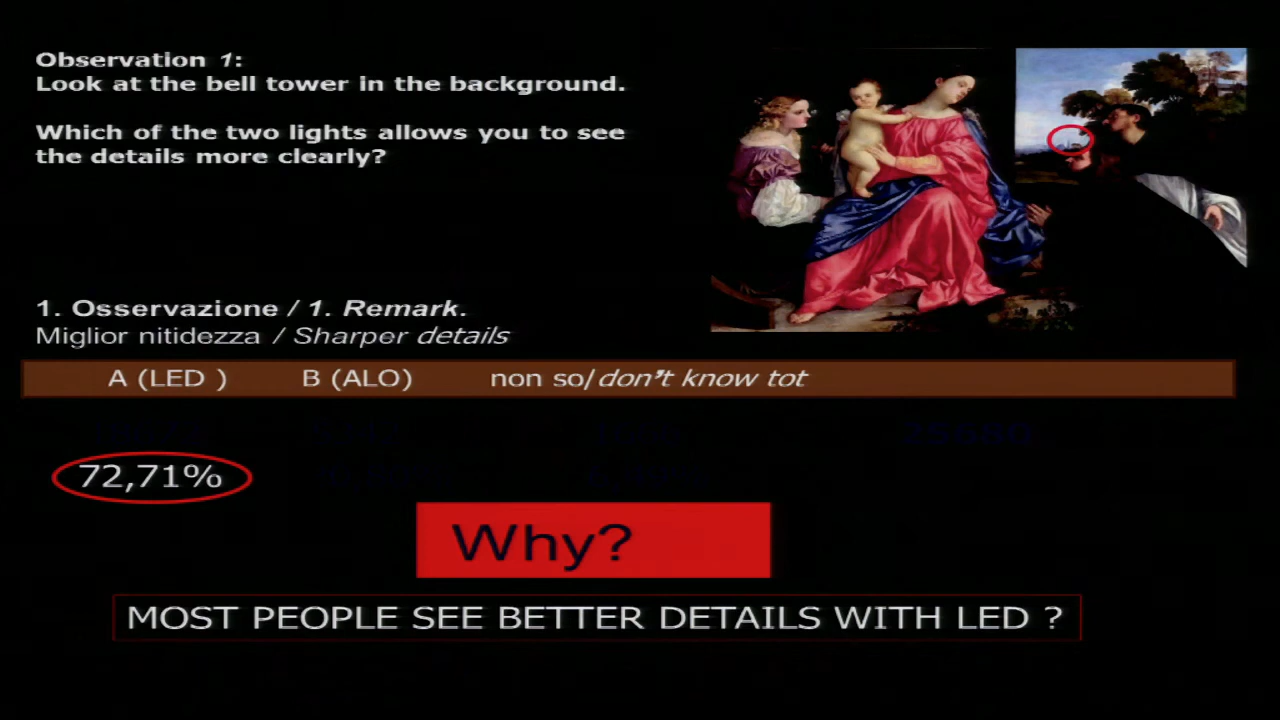 Observation 1:
Look at the bell tower in the background.
Which of the two lights allows you to see
the details more clearly?
1. Osservazione / 1. Remark.
Miglior nitidezza / Sharper details
A (LED ) B (ALO) non so/don't know tot
25680
72,71%
Why?
MOST PEOPLE SEE BETTER DETAILS WITH LED ?